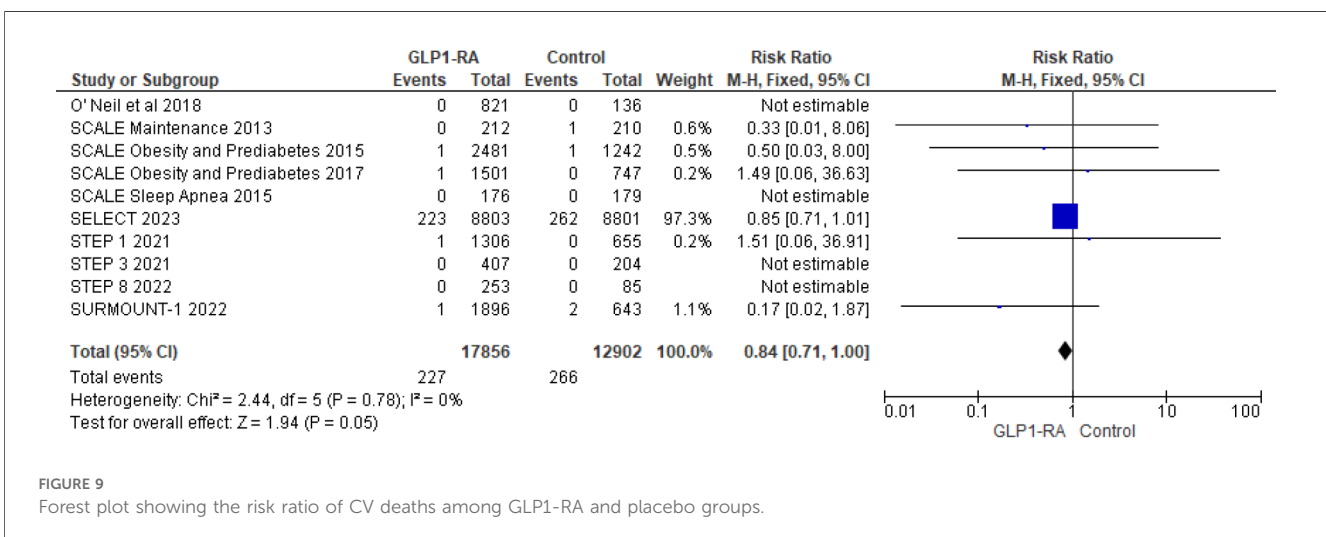 GLP1-RA Control Risk Ratio Risk Ratio
Study or Subgroup Events Total Events Total Weight M-H, Fixed, 95% CI M-H, Fixed, 95% CI
O' Neil et al 2018 0 821 0 136 Not estimable
SCALE Maintenance 2013 0 212 1 210 0.6% 0.33 [0.01, 8.06]
SCALE Obesity and Prediabetes 2015 1 2481 1 1242 0.5% 0.50 [0.03, 8.00]
SCALE Obesity and Prediabetes 2017 1 1501 0 747 0.2% 1.49 [0.06, 36.63]
SCALE Sleep Apnea 2015 0 176 0 179 Not estimable
SELECT 2023 223 8803 262 8801 97.3% 0.85 [0.71, 1.01]
STEP 1 2021 1 1306 0 655 0.2% 1.51 [0.06, 36.91]
STEP 3 2021 0 407 0 204 Not estimable
STEP 8 2022 0 253 0 85 Not estimable
SURMOUNT-1 2022 1 1896 2 643 1.1% 0.17 [0.02, 1.87]
Total (95% CI) 17856 12902 100.0% 0.84 [0.71, 1.00]
Total events 227 266
Heterogeneity: Chi² = 2.44, df = 5 (P = 0.78); I² = 0%
Test for overall effect: Z = 1.94 (P = 0.05)
0.01 0.1 1 10 100
GLP1-RA Control
FIGURE 9
Forest plot showing the risk ratio of CV deaths among GLP1-RA and placebo groups.